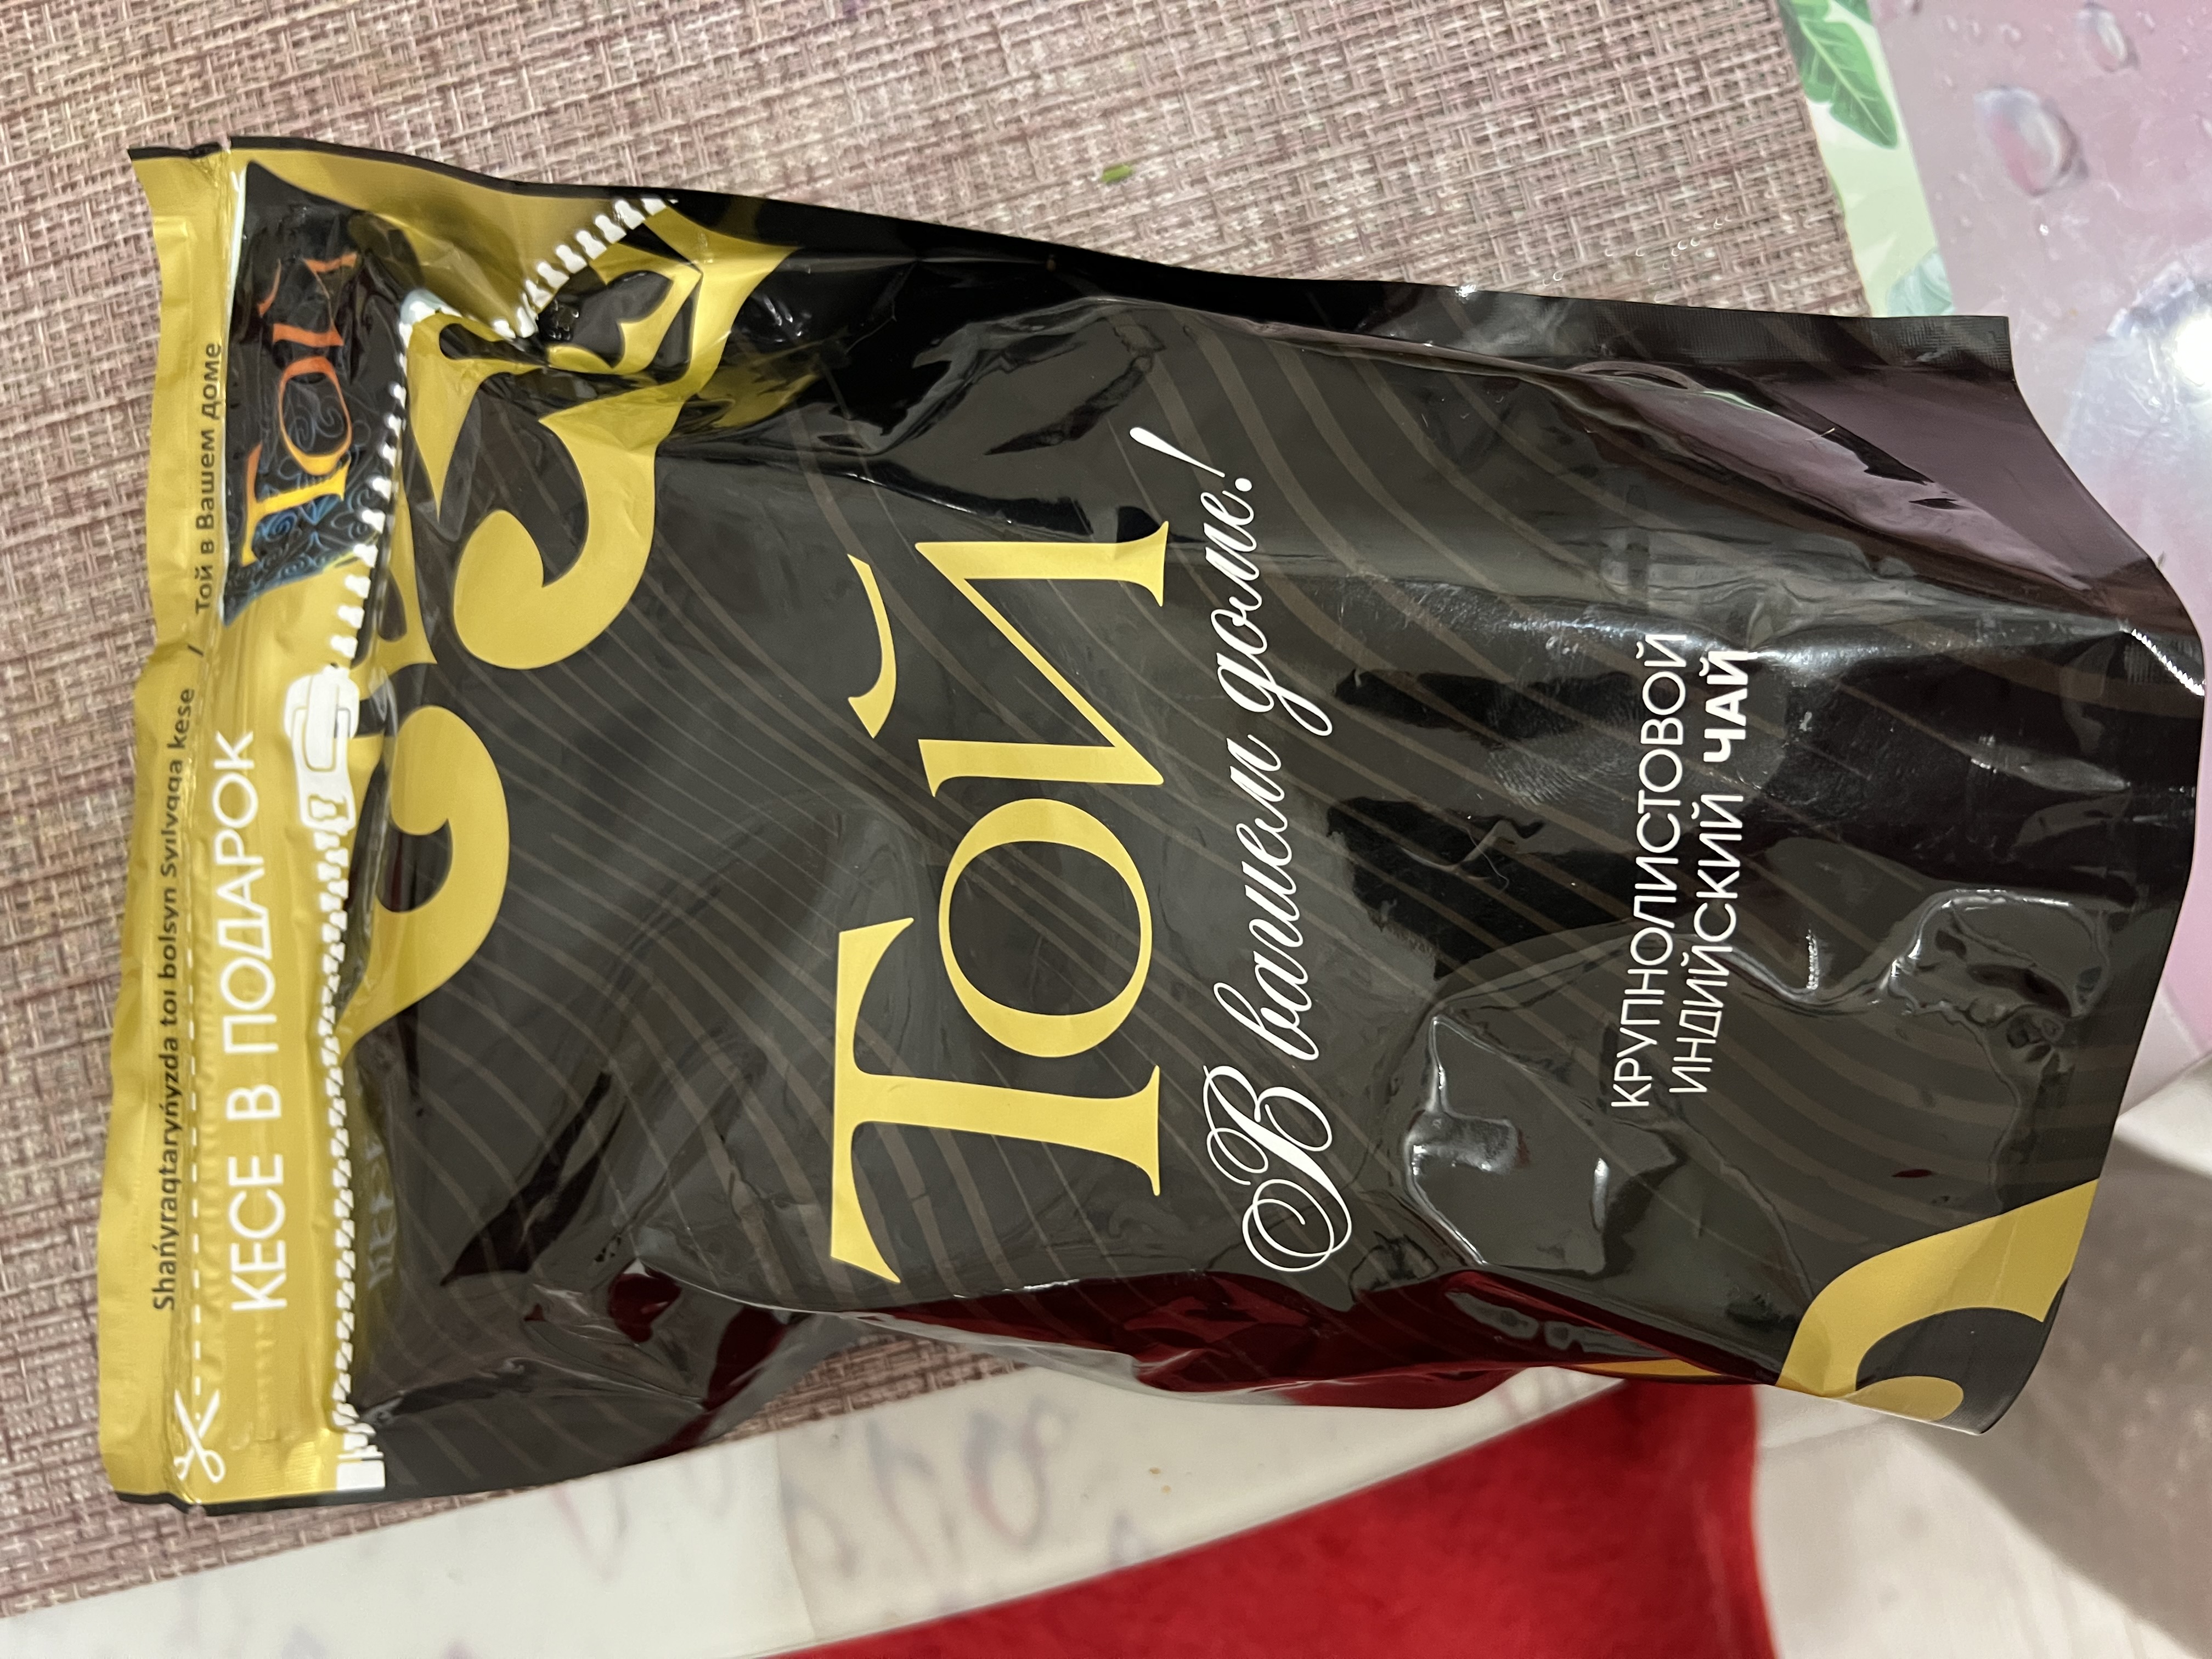 Shańyraqtaryńyzda toı bolsyn Syılyqqa kese / Той в Вашем доме
КЕСЕ В ПОДАРОК
Той
Той
В вашем доме!
КРУПНОЛИСТОВОЙ
ИНДИЙСКИЙ ЧАЙ